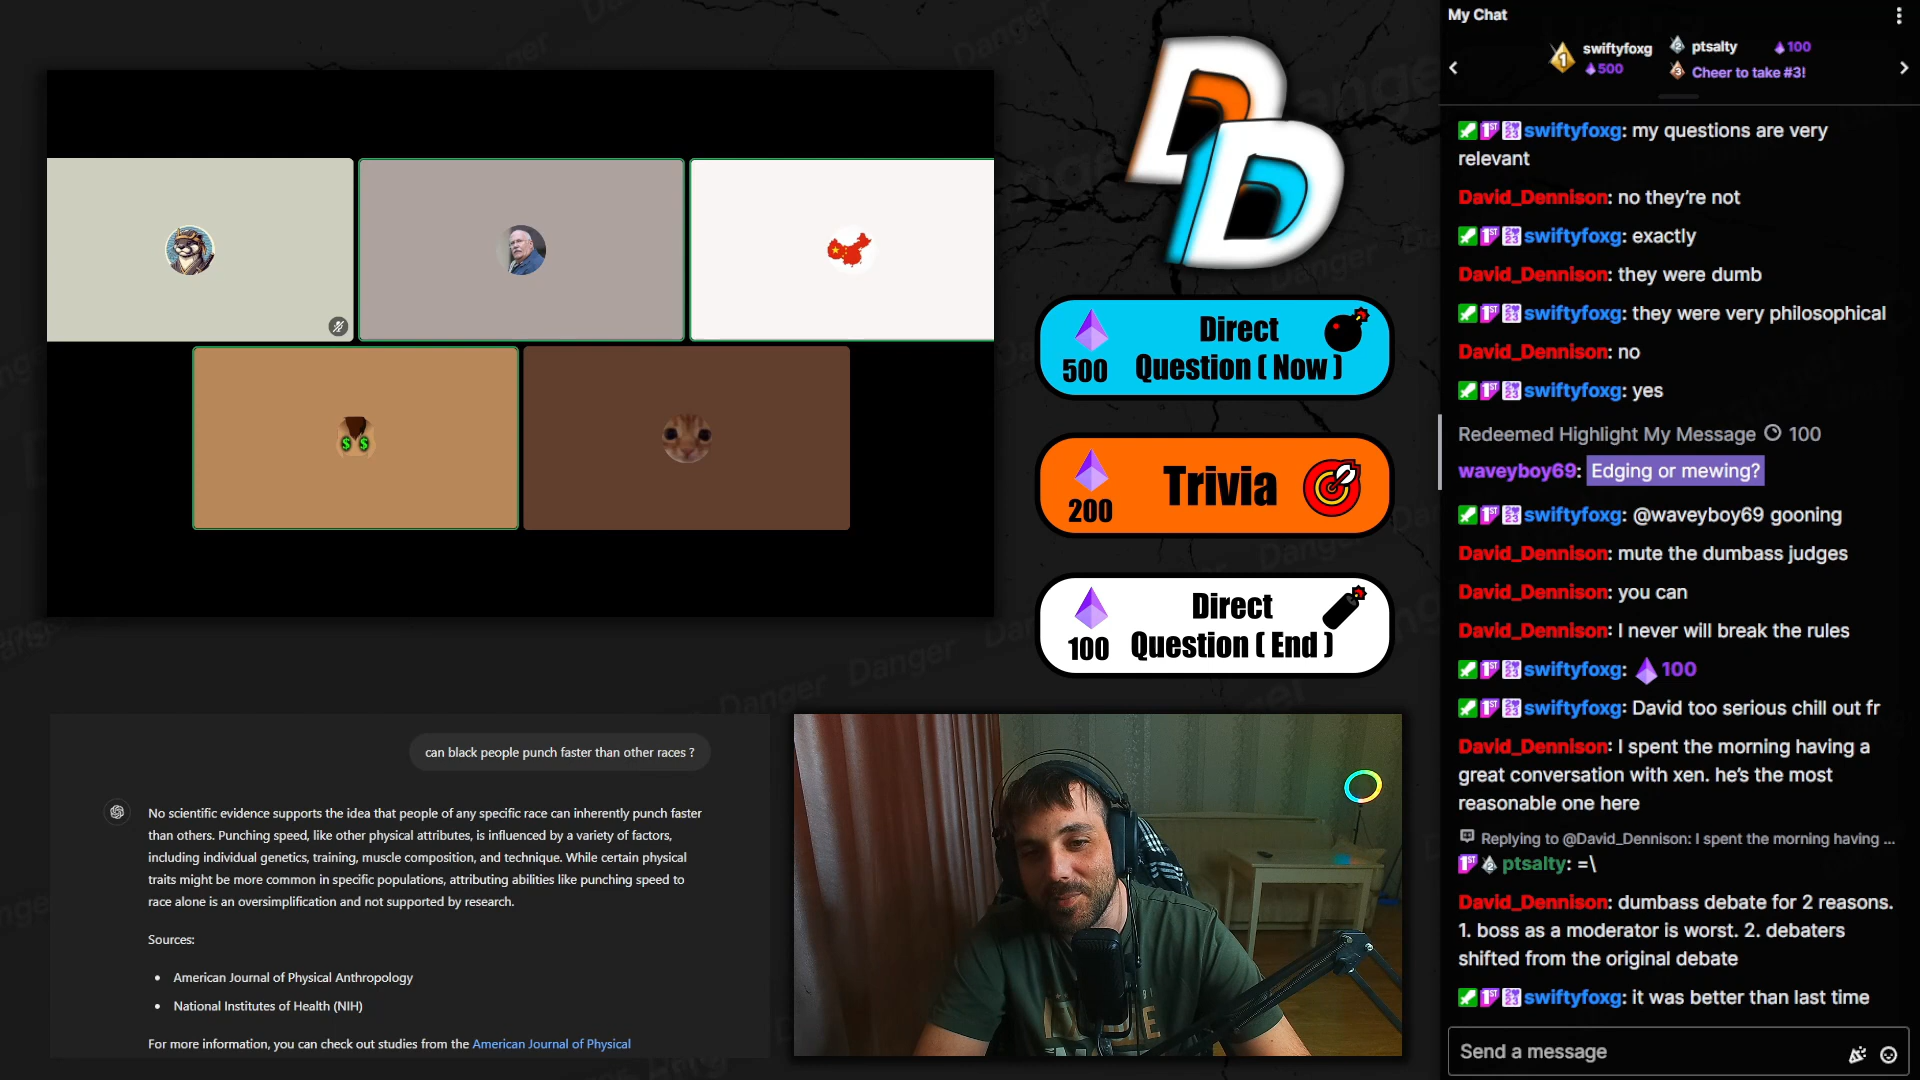 My Chat
1
swiftyfoxg
500
2
ptsalty
100
3
Cheer to take #3!
swiftyfoxg: my questions are very
relevant
David_Dennison: no they're not
swiftyfoxg: exactly
David_Dennison: they were dumb
swiftyfoxg: they were very philosophical
David_Dennison: no
swiftyfoxg: yes
Redeemed Highlight My Message 100
waveyboy69: Edging or mewing?
swiftyfoxg: @waveyboy69 gooning
David_Dennison: mute the dumbass judges
David_Dennison: you can
David_Dennison: I never will break the rules
swiftyfoxg: 100
swiftyfoxg: David too serious chill out fr
David_Dennison: I spent the morning having a
great conversation with xen. he's the most
reasonable one here
Replying to @David_Dennison: I spent the morning having ...
ptsalty: =\
David_Dennison: dumbass debate for 2 reasons.
1. boss as a moderator is worst. 2. debaters
shifted from the original debate
swiftyfoxg: it was better than last time
Send a message
DD
500
Direct
Question ( Now )
200
Trivia
100
Direct
Question ( End )
can black people punch faster than other races ?
No scientific evidence supports the idea that people of any specific race can inherently punch faster
than others. Punching speed, like other physical attributes, is influenced by a variety of factors,
including individual genetics, training, muscle composition, and technique. While certain physical
traits might be more common in specific populations, attributing abilities like punching speed to
race alone is an oversimplification and not supported by research.
Sources:
• American Journal of Physical Anthropology
• National Institutes of Health (NIH)
For more information, you can check out studies from the American Journal of Physical